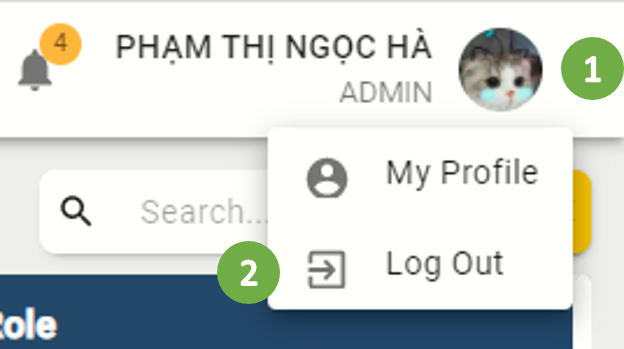 4
PHẠM THỊ NGỌC HÀ
ADMIN
1
My Profile
Search...
Log Out
2
Role